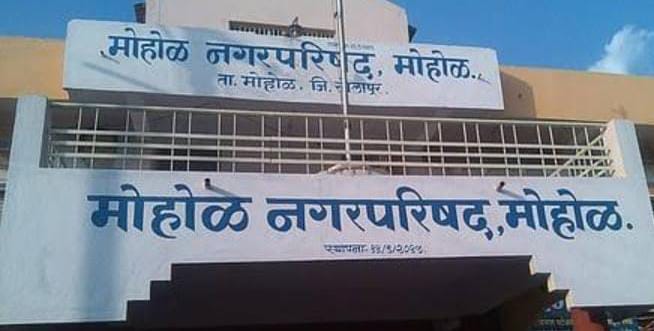 मोहोळ नगरपरिषद, मोहोळ.
ता. मोहोळ. जि. सोलापूर.
मोहोळ नगरपरिषद, मोहोळ.
स्थापना-